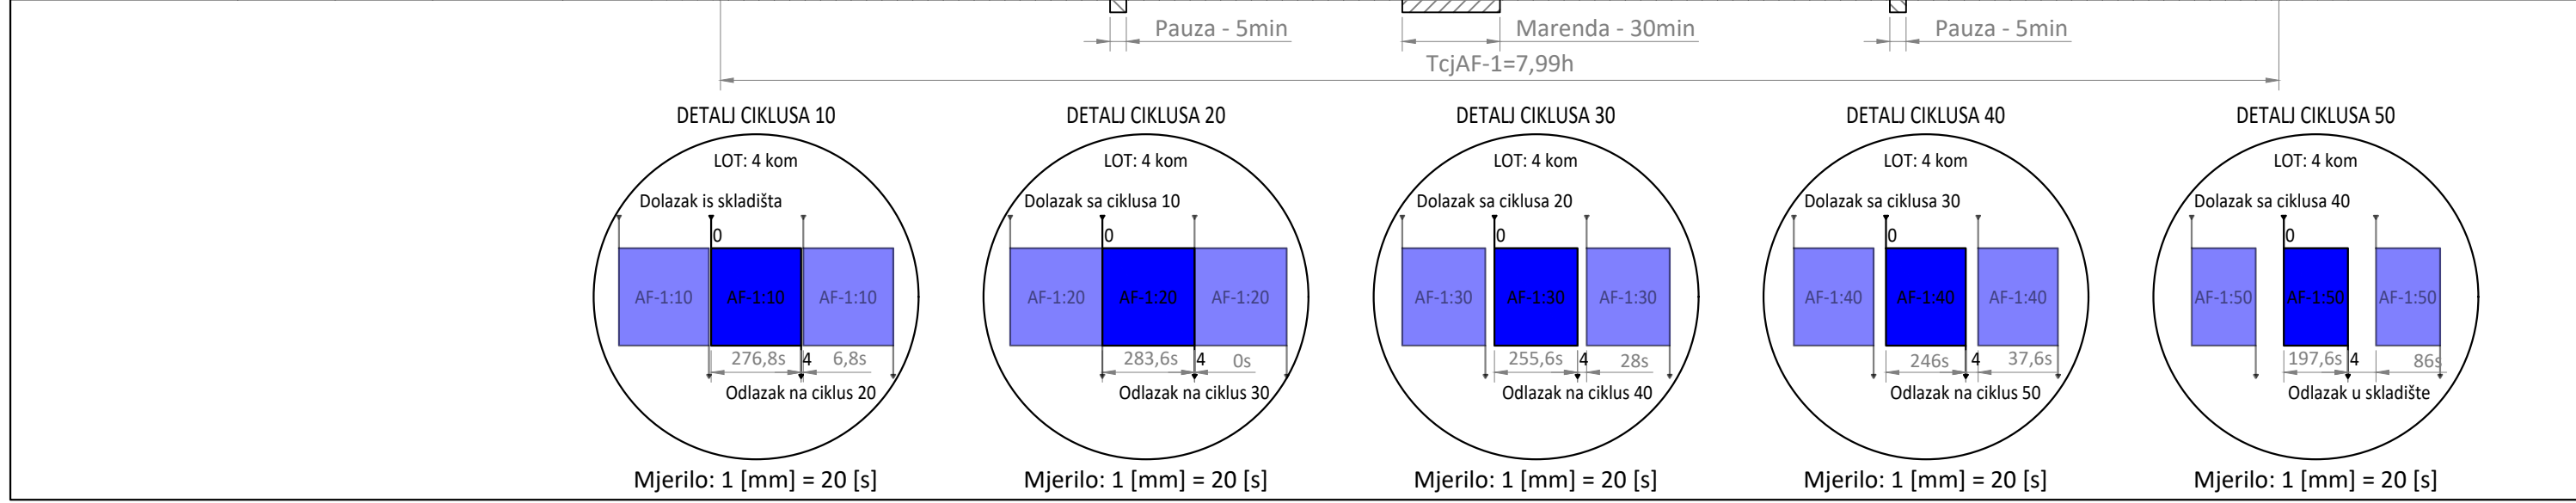 Pauza - 5min
Marenda - 30min
Pauza - 5min
TcjAF-1=7,99h
DETALJ CIKLUSA 10
LOT: 4 kom
Dolazak is skladišta
0
AF-1:10 AF-1:10 AF-1:10
276,8s 4 6,8s
Odlazak na ciklus 20
Mjerilo: 1 [mm] = 20 [s]
DETALJ CIKLUSA 20
LOT: 4 kom
Dolazak sa ciklusa 10
0
AF-1:20 AF-1:20 AF-1:20
283,6s 4 0s
Odlazak na ciklus 30
Mjerilo: 1 [mm] = 20 [s]
DETALJ CIKLUSA 30
LOT: 4 kom
Dolazak sa ciklusa 20
0
AF-1:30 AF-1:30 AF-1:30
255,6s 4 28s
Odlazak na ciklus 40
Mjerilo: 1 [mm] = 20 [s]
DETALJ CIKLUSA 40
LOT: 4 kom
Dolazak sa ciklusa 30
0
AF-1:40 AF-1:40 AF-1:40
246s 4 37,6s
Odlazak na ciklus 50
Mjerilo: 1 [mm] = 20 [s]
DETALJ CIKLUSA 50
LOT: 4 kom
Dolazak sa ciklusa 40
0
AF-1:50 AF-1:50 AF-1:50
197,6s 4 86s
Odlazak u skladište
Mjerilo: 1 [mm] = 20 [s]